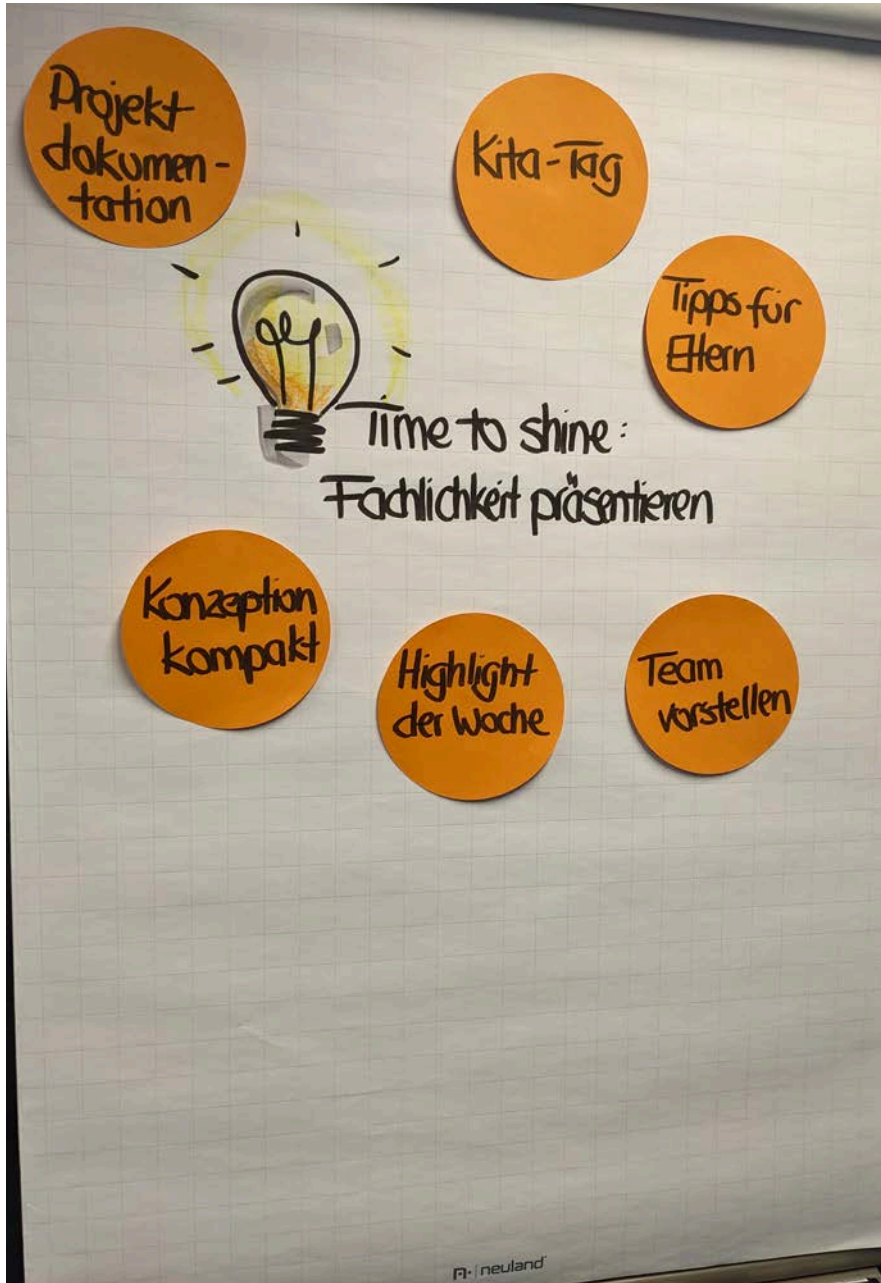 Projekt
dokumen-
tation
Kita-Tag
Tipps für
Eltern
Time to shine:
Fachlichkeit präsentieren
Konzeption
kompakt
Highlight
der Woche
Team
vorstellen
neuland